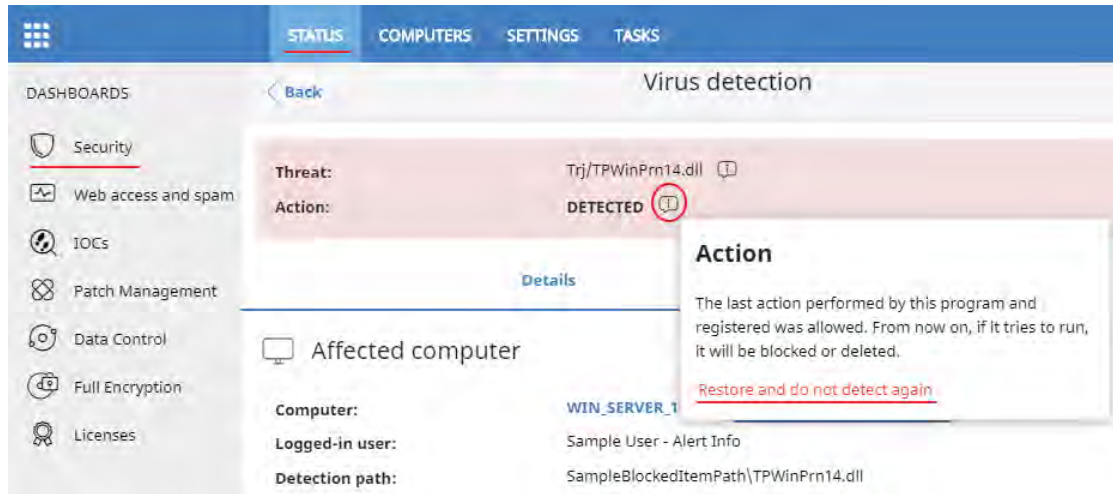 STATUS COMPUTERS SETTINGS TASKS
DASHBOARDS
Security
Web access and spam
IOCs
Patch Management
Data Control
Full Encryption
Licenses
Back
Virus detection
Threat: Trj/TPWinPrn14.dll
Action: DETECTED
Details
Action
The last action performed by this program and
registered was allowed. From now on, if it tries to run,
it will be blocked or deleted.
Restore and do not detect again
Affected computer
Computer: WIN_SERVER_1
Logged-in user: Sample User - Alert Info
Detection path: SampleBlockedItemPath\TPWinPrn14.dll